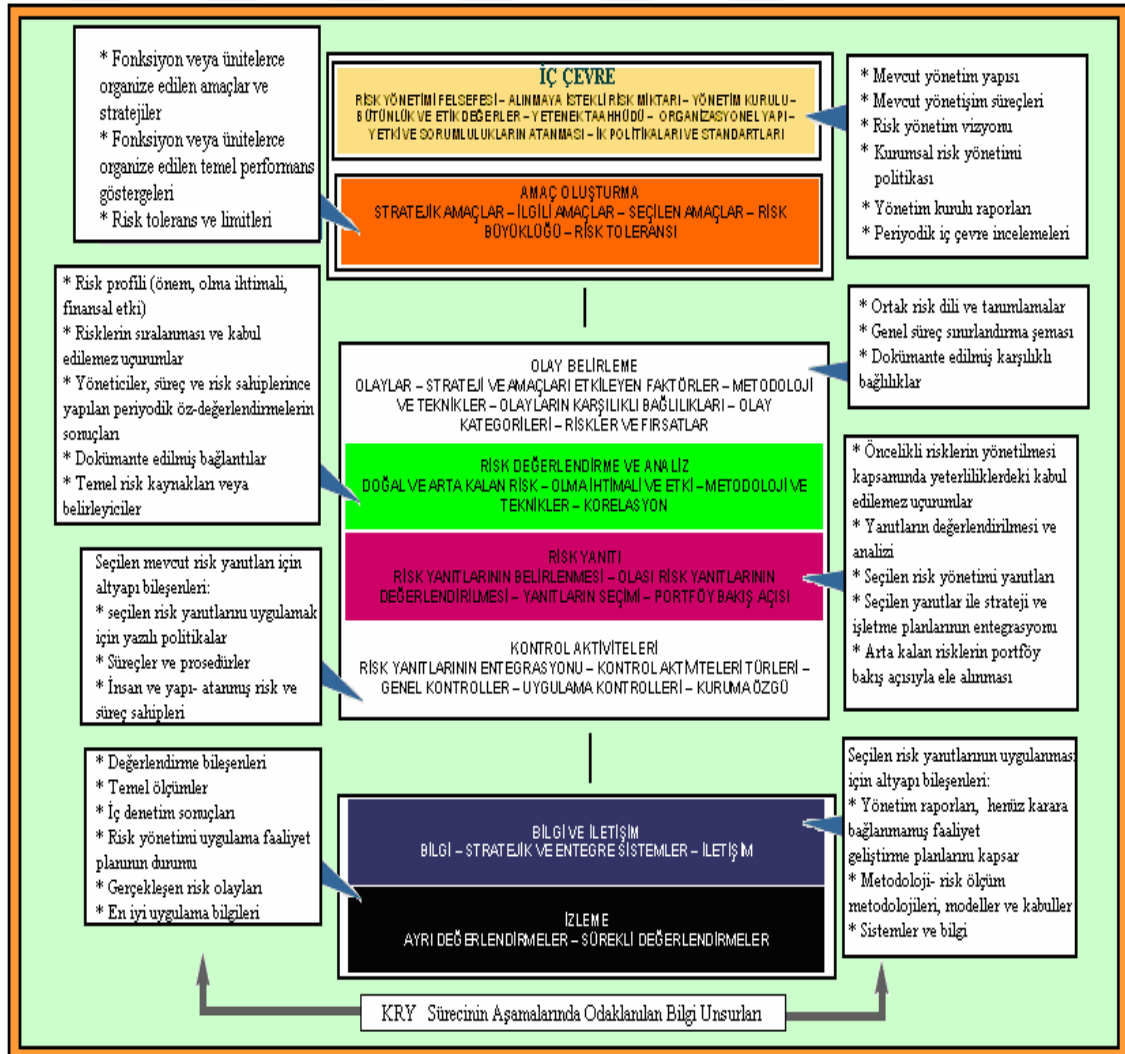 * Fonksiyon veya ünitelerce
organize edilen amaçlar ve
stratejiler
* Fonksiyon veya ünitelerce
organize edilen temel performans
göstergeleri
* Risk tolerans ve limitleri
İÇ ÇEVRE
RİSK YÖNETİMİ FELSEFESİ – ALINMAYA İSTEKLİ RİSK MİKTARI – YÖNETİM KURULU–
BÜTÜNLÜK VE ETİK DEĞERLER – YETENEK TAAHHÜDÜ – ORGANİZASYONEL YAPI–
YETKİ VE SORUMLULUKLARIN ATANMASI – İK POLİTİKALARI VE STANDARTLARI
* Mevcut yönetim yapısı
* Mevcut yönetişim süreçleri
* Risk yönetim vizyonu
* Kurumsal risk yönetimi
politikası
* Yönetim kurulu raporları
* Periyodik iç çevre incelemeleri
AMAÇ OLUŞTURMA
STRATEJİK AMAÇLAR – İLGİLİ AMAÇLAR – SEÇİLEN AMAÇLAR – RİSK
BÜYÜKLÜĞÜ – RİSK TOLERANSI
* Risk profili (önem, olma ihtimali,
finansal etki)
* Risklerin sıralanması ve kabul
edilemez uçurumlar
* Yöneticiler, süreç ve risk sahiplerince
yapılan periyodik öz-değerlendirmelerin
sonuçları
* Dokümante edilmiş bağlantılar
* Temel risk kaynakları veya
belirleyiciler
* Ortak risk dili ve tanımlamalar
* Genel süreç sınırlandırma şeması
* Dokümante edilmiş karşılıklı
bağlılıklar
OLAY BELİRLEME
OLAYLAR – STRATEJİ VE AMAÇLARI ETKİLEYEN FAKTÖRLER – METODOLOJİ
VE TEKNİKLER – OLAYLARIN KARŞILIKLI BAĞLILIKLARI – OLAY
KATEGORİLERİ – RİSKLER VE FIRSATLAR
RİSK DEĞERLENDİRME VE ANALİZ
DOĞAL VE ARTA KALAN RİSK – OLMA İHTİMALİ VE ETKİ – METODOLOJİ VE
TEKNİKLER – KORELASYON
RİSK YANITI
RİSK YANITLARININ BELİRLENMESİ – OLASI RİSK YANITLARININ
DEĞERLENDİRİLMESİ – YANITLARIN SEÇİMİ – PORTFÖY BAKIŞ AÇISI
KONTROL AKTİVİTELERİ
RİSK YANITLARININ ENTEGRASYONU – KONTROL AKTİVİTELERİ TÜRLERİ –
GENEL KONTROLLER – UYGULAMA KONTROLLERİ – KURUMA ÖZGÜ
* Öncelikli risklerin yönetilmesi
kapsamında yeterliliklerdeki kabul
edilemez uçurumlar
* Yanıtların değerlendirilmesi ve
analizi
* Seçilen risk yönetimi yanıtları
* Seçilen yanıtlar ile strateji ve
işletme planlarının entegrasyonu
* Arta kalan risklerin portföy
bakış açısıyla ele alınması
Seçilen mevcut risk yanıtları için
altyapı bileşenleri:
* seçilen risk yanıtlarını uygulamak
için yazılı politikalar
* Süreçler ve prosedürler
* İnsan ve yapı- atanmış risk ve
süreç sahipleri
* Değerlendirme bileşenleri
* Temel ölçümler
* İç denetim sonuçları
* Risk yönetimi uygulama faaliyet
planının durumu
* Gerçekleşen risk olayları
* En iyi uygulama bilgileri
BİLGİ VE İLETİŞİM
BİLGİ – STRATEJİK VE ENTEGRE SİSTEMLER – İLETİŞİM
İZLEME
AYRI DEĞERLENDİRMELER – SÜREKLİ DEĞERLENDİRMELER
Seçilen risk yanıtlarının uygulanması
için altyapı bileşenleri:
* Yönetim raporları, henüz karara
bağlanmamış faaliyet
geliştirme planlarını kapsar
* Metodoloji- risk ölçüm
metodolojileri, modeller ve kabuller
* Sistemler ve bilgi
KRY Sürecinin Aşamalarında Odaklanılan Bilgi Unsurları